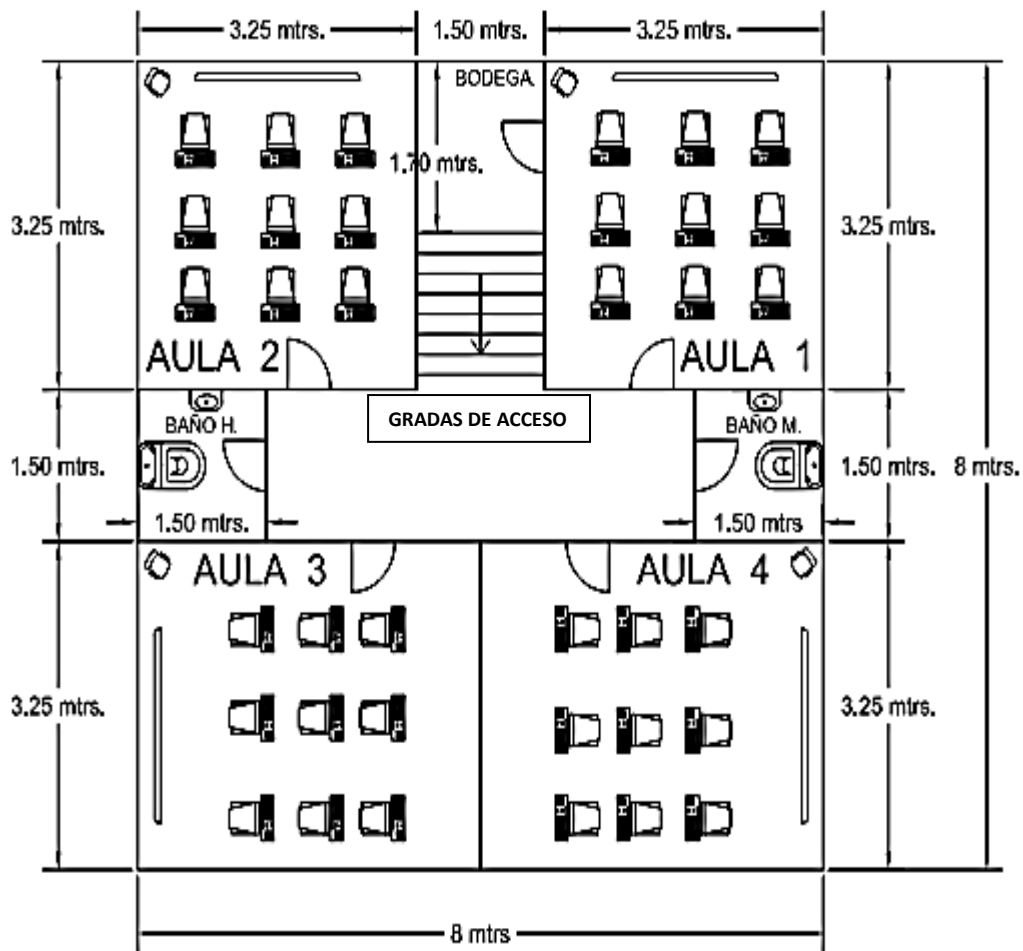 3.25 mtrs. 1.50 mtrs. 3.25 mtrs.
BODEGA
1.70 mtrs.
3.25 mtrs. 3.25 mtrs.
AULA 2 AULA 1
GRADAS DE ACCESO
BAÑO H. BAÑO M.
1.50 mtrs. 1.50 mtrs. 8 mtrs.
1.50 mtrs. 1.50 mtrs
AULA 3 AULA 4
3.25 mtrs. 3.25 mtrs.
8 mtrs